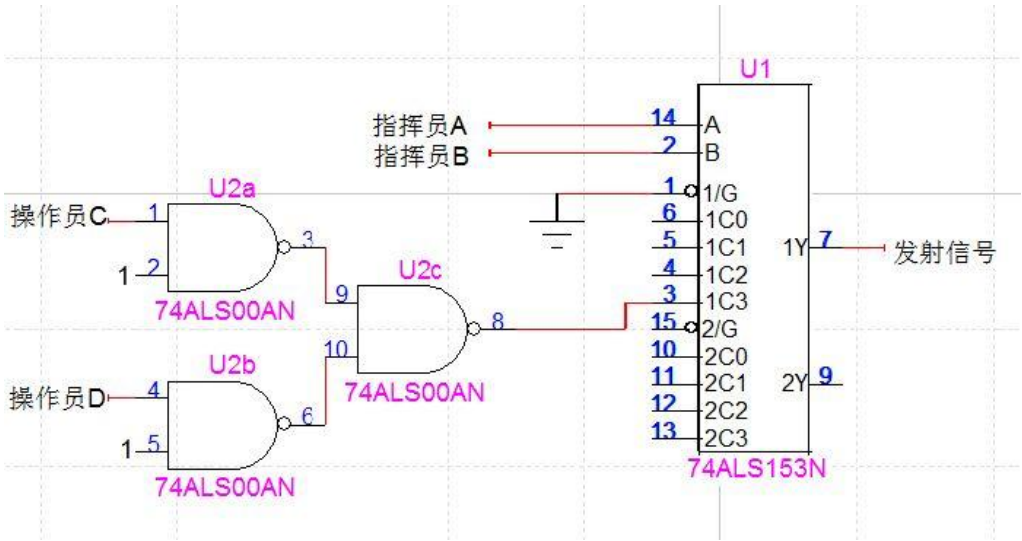 U1
指挥员A 14 A
指挥员B 2 B
U2a
操作员C 1
1 2
3
74ALS00AN
U2c
9
10
8
74ALS00AN
U2b
操作员D 4
1 5
6
74ALS00AN
1 1/G
6 1C0
5 1C1
4 1C2
3 1C3
15 2/G
10 2C0
11 2C1
12 2C2
13 2C3
1Y 7 发射信号
2Y 9
74ALS153N